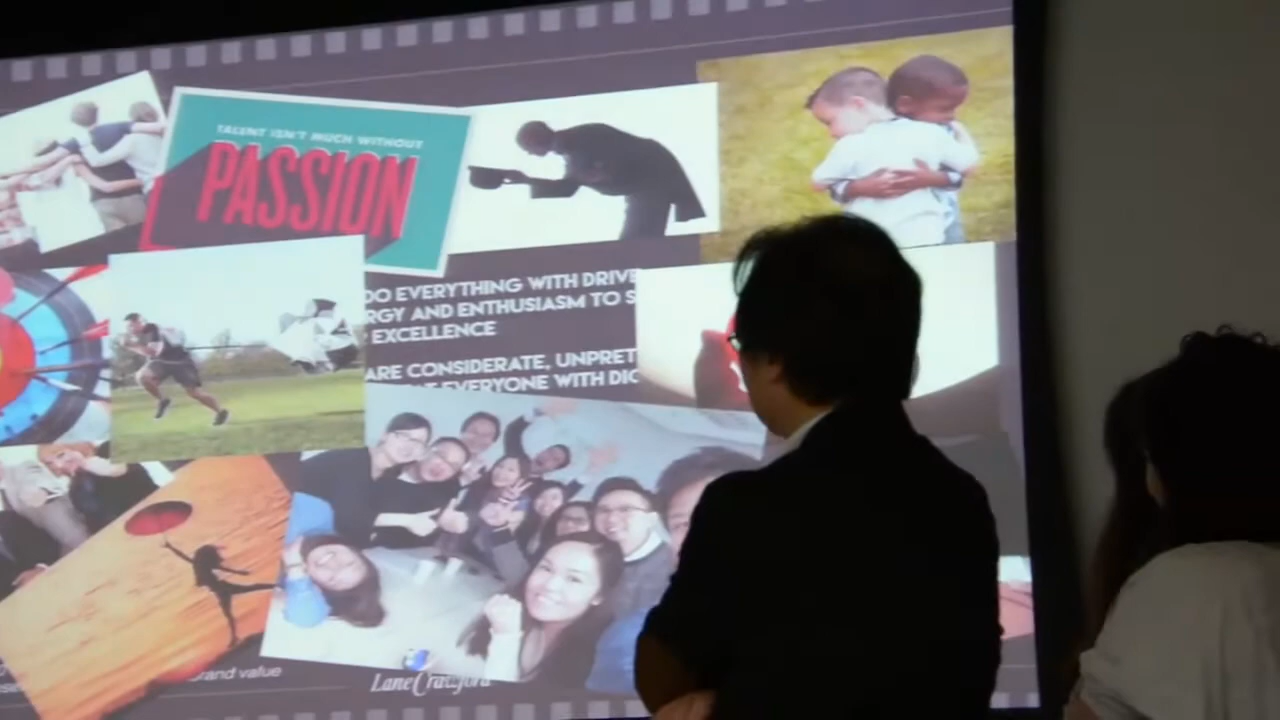 TALENT ISN'T MUCH WITHOUT
PASSION
DO EVERYTHING WITH DRIVE
RGY AND ENTHUSIASM TO S
EXCELLENCE
ARE CONSIDERATE, UNPRET
EVERYONE WITH DIG
rand value
Lane Crawford